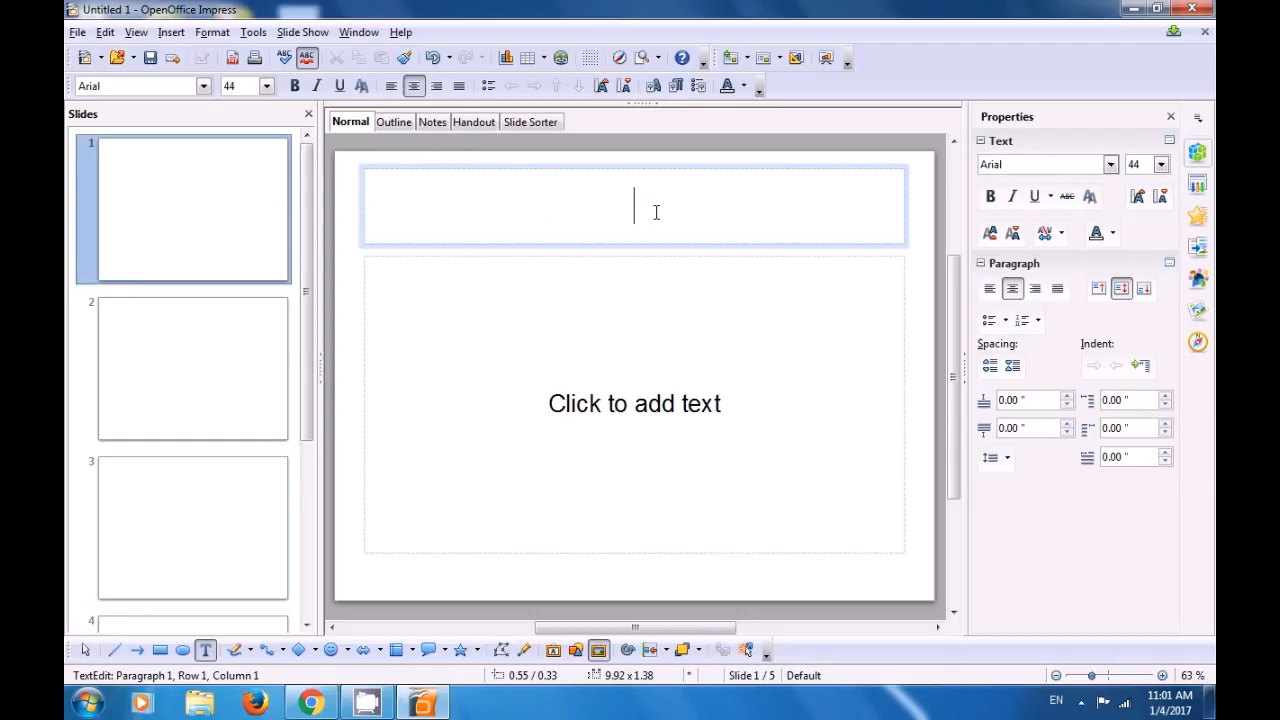 Untitled 1 - OpenOffice Impress
File Edit View Insert Format Tools Slide Show Window Help
Arial 44
Slides
Normal Outline Notes Handout Slide Sorter
Properties
Text
Arial 44
Paragraph
Spacing: Indent:
0.00 " 0.00 "
0.00 " 0.00 "
0.00 "
1
2
3
4
Click to add text
TextEdit: Paragraph 1, Row 1, Column 1 0.55 / 0.33 9.92 x 1.38 * Slide 1 / 5 Default 63 %
EN 11:01 AM
1/4/2017